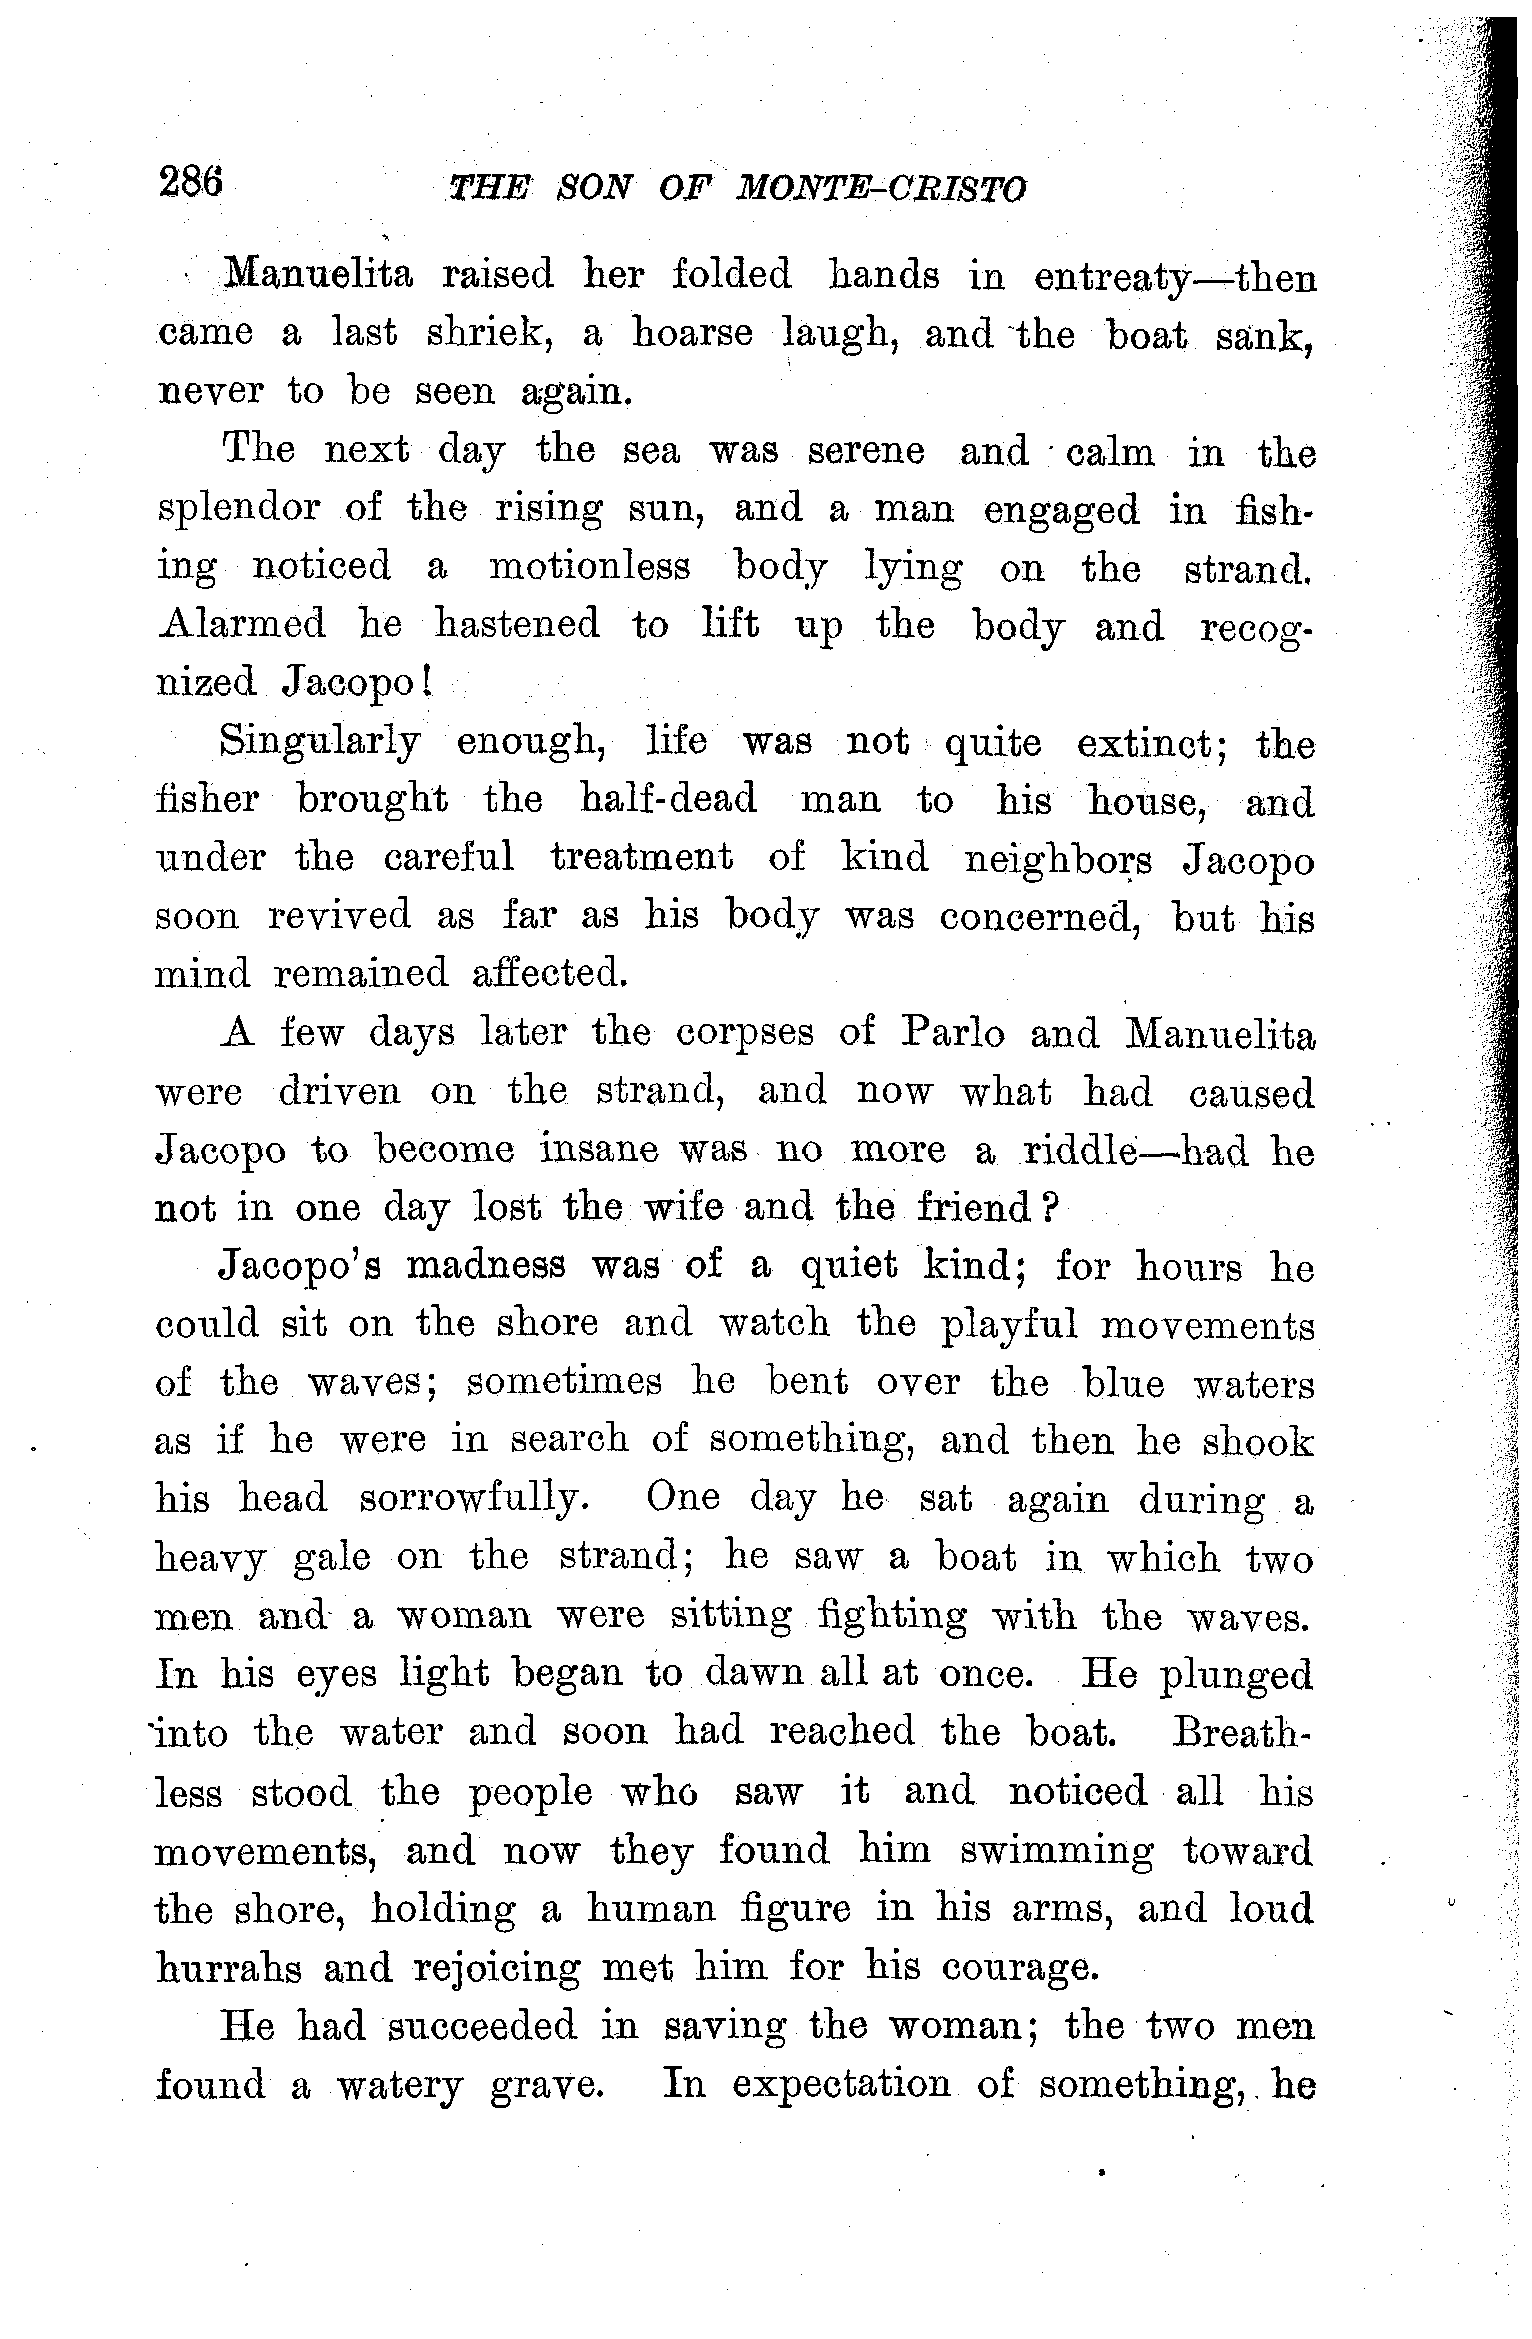 286 THE SON OF MONTE-CRISTO
Manuelita raised her folded hands in entreaty—then
came a last shriek, a hoarse laugh, and the boat sank,
never to be seen again.
The next day the sea was serene and calm in the
splendor of the rising sun, and a man engaged in fish-
ing noticed a motionless body lying on the strand.
Alarmed he hastened to lift up the body and recog-
nized Jacopo!
Singularly enough, life was not quite extinct; the
fisher brought the half-dead man to his house, and
under the careful treatment of kind neighbors Jacopo
soon revived as far as his body was concerned, but his
mind remained affected.
A few days later the corpses of Parlo and Manuelita
were driven on the strand, and now what had caused
Jacopo to become insane was no more a riddle—had he
not in one day lost the wife and the friend?
Jacopo's madness was of a quiet kind; for hours he
could sit on the shore and watch the playful movements
of the waves; sometimes he bent over the blue waters
as if he were in search of something, and then he shook
his head sorrowfully. One day he sat again during a
heavy gale on the strand; he saw a boat in which two
men and a woman were sitting fighting with the waves.
In his eyes light began to dawn all at once. He plunged
into the water and soon had reached the boat. Breath-
less stood the people who saw it and noticed all his
movements, and now they found him swimming toward
the shore, holding a human figure in his arms, and loud
hurrahs and rejoicing met him for his courage.
He had succeeded in saving the woman; the two men
found a watery grave. In expectation of something, he